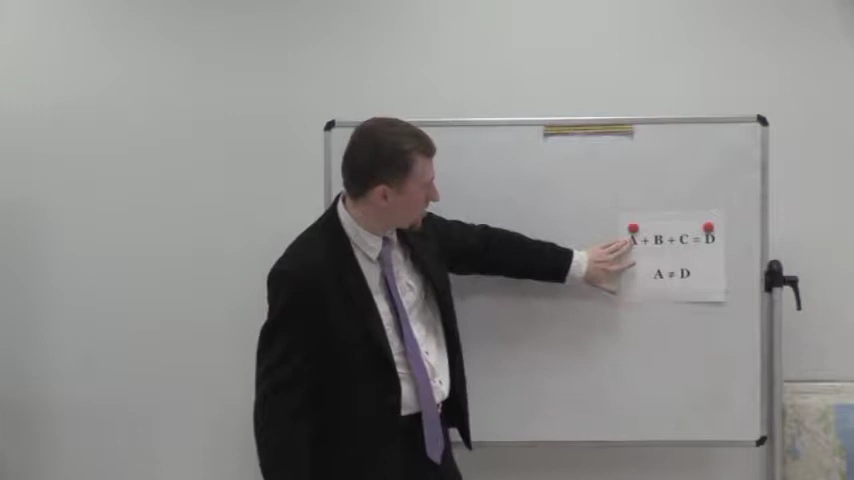 A + B + C = D
A ≠ D